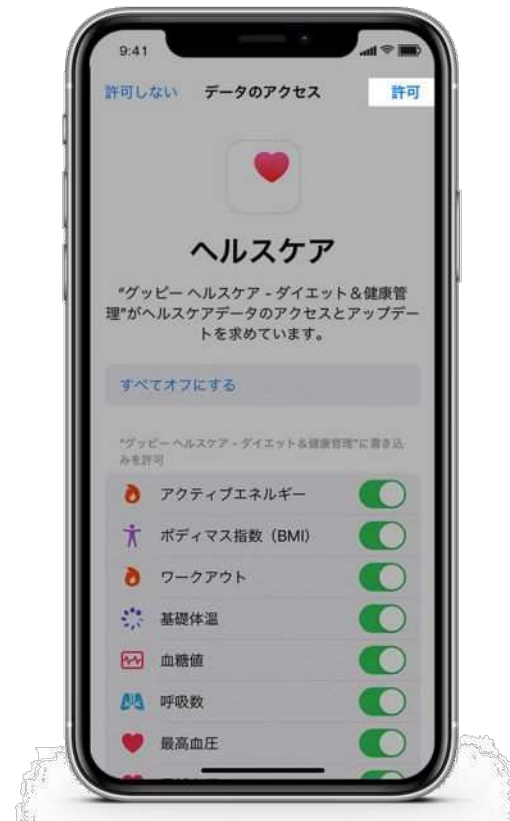 9:41
許可しない データのアクセス 許可
ヘルスケア
“グッピー ヘルスケア - ダイエット＆健康管
理”がヘルスケアデータのアクセスとアップデー
トを求めています。
すべてオフにする
“グッピー ヘルスケア - ダイエット＆健康管理”に書き込
みを許可
アクティブエネルギー
ボディマス指数（BMI）
ワークアウト
基礎体温
血糖値
呼吸数
最高血圧